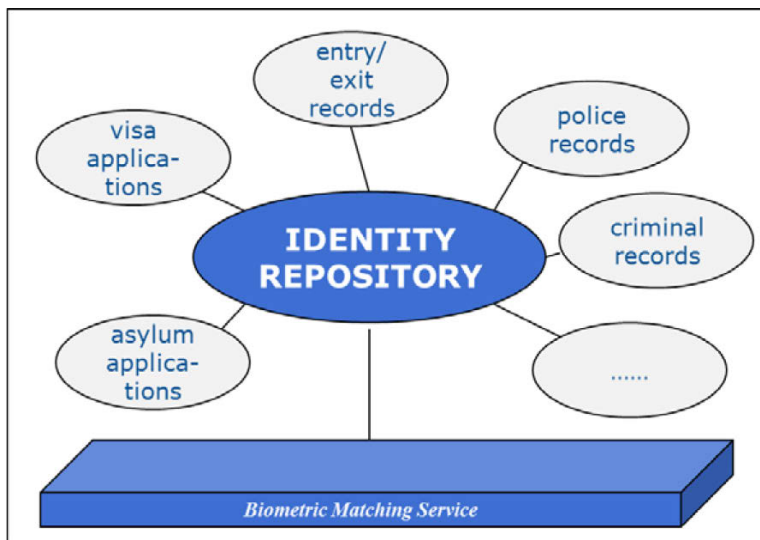 entry/
exit
records
visa
applica-
tions
police
records
IDENTITY
REPOSITORY
criminal
records
asylum
applica-
tions
......
Biometric Matching Service